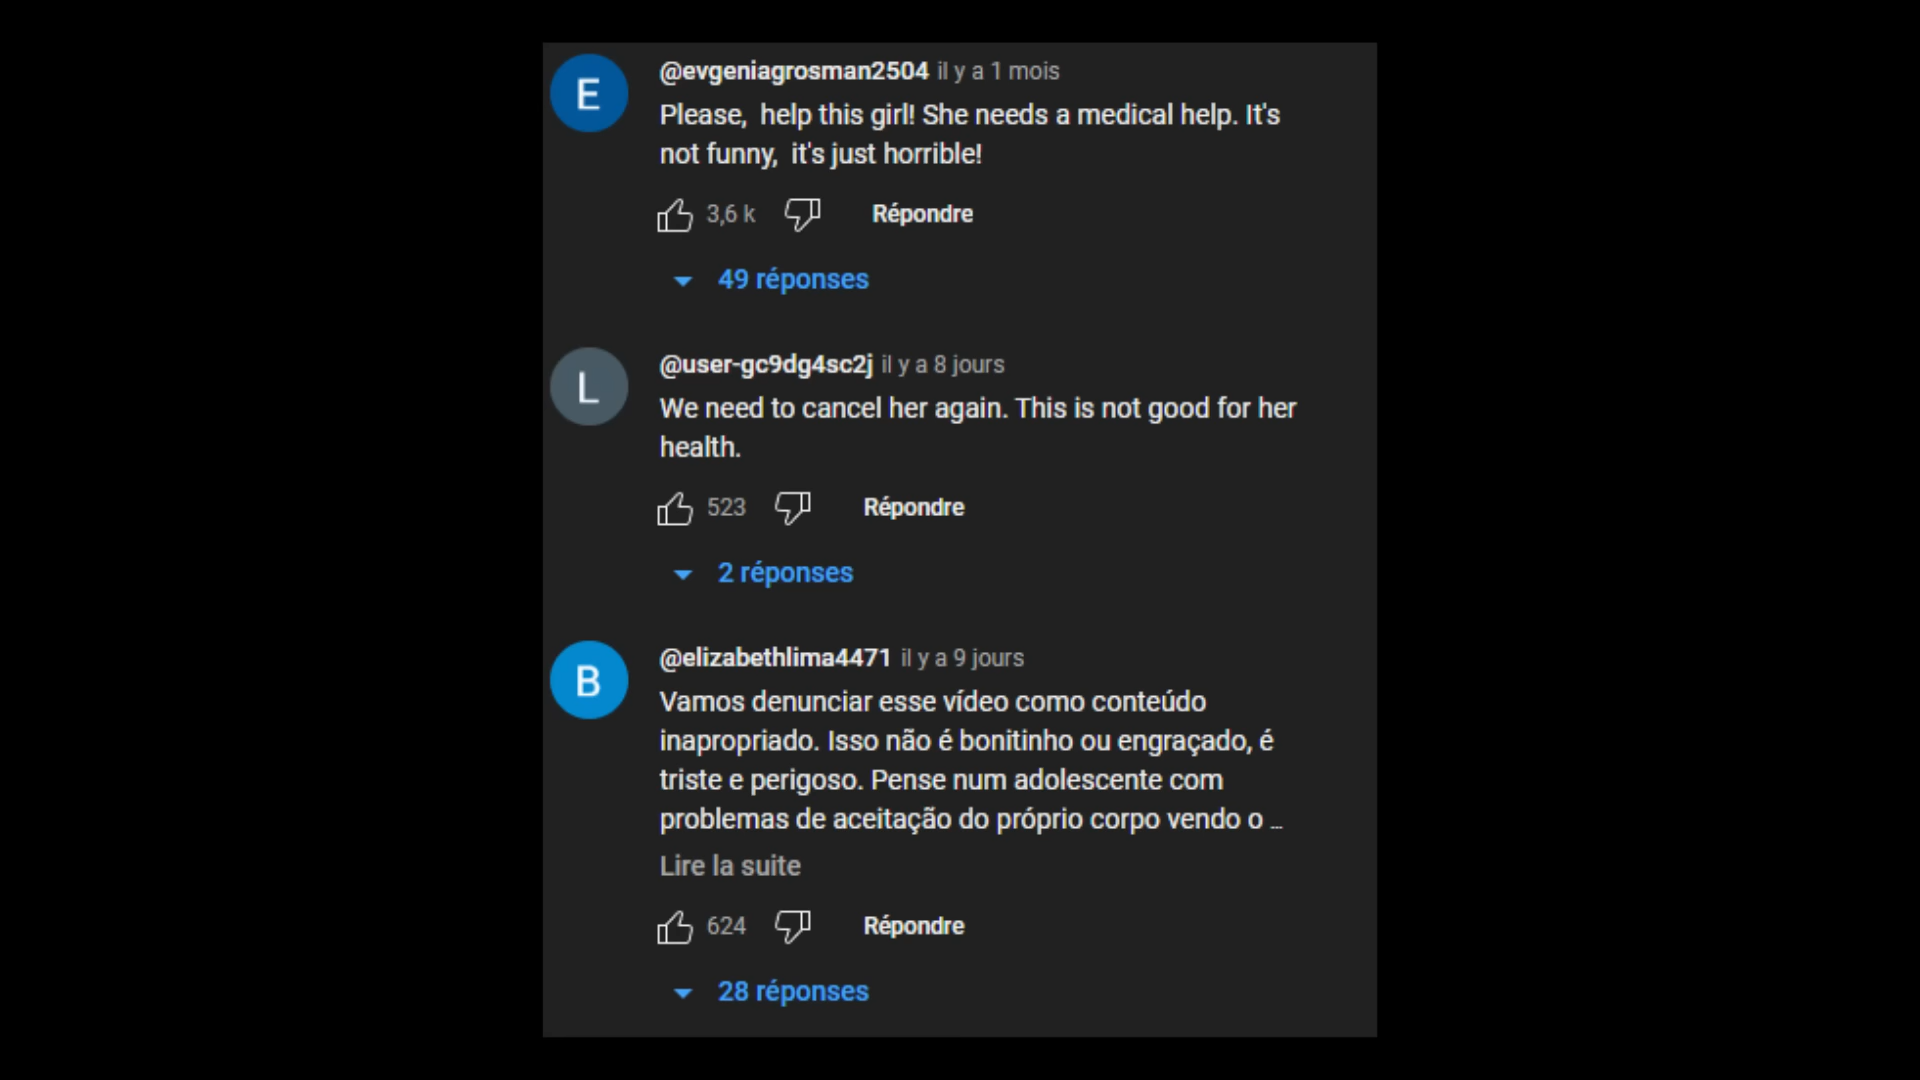 E
@evgeniagrosman2504 il y a 1 mois
Please,  help this girl! She needs a medical help. It's
not funny,  it's just horrible!
3,6 k Répondre
49 réponses
L
@user-gc9dg4sc2j il y a 8 jours
We need to cancel her again. This is not good for her
health.
523 Répondre
2 réponses
B
@elizabethlima4471 il y a 9 jours
Vamos denunciar esse vídeo como conteúdo
inapropriado. Isso não é bonitinho ou engraçado, é
triste e perigoso. Pense num adolescente com
problemas de aceitação do próprio corpo vendo o ...
Lire la suite
624 Répondre
28 réponses